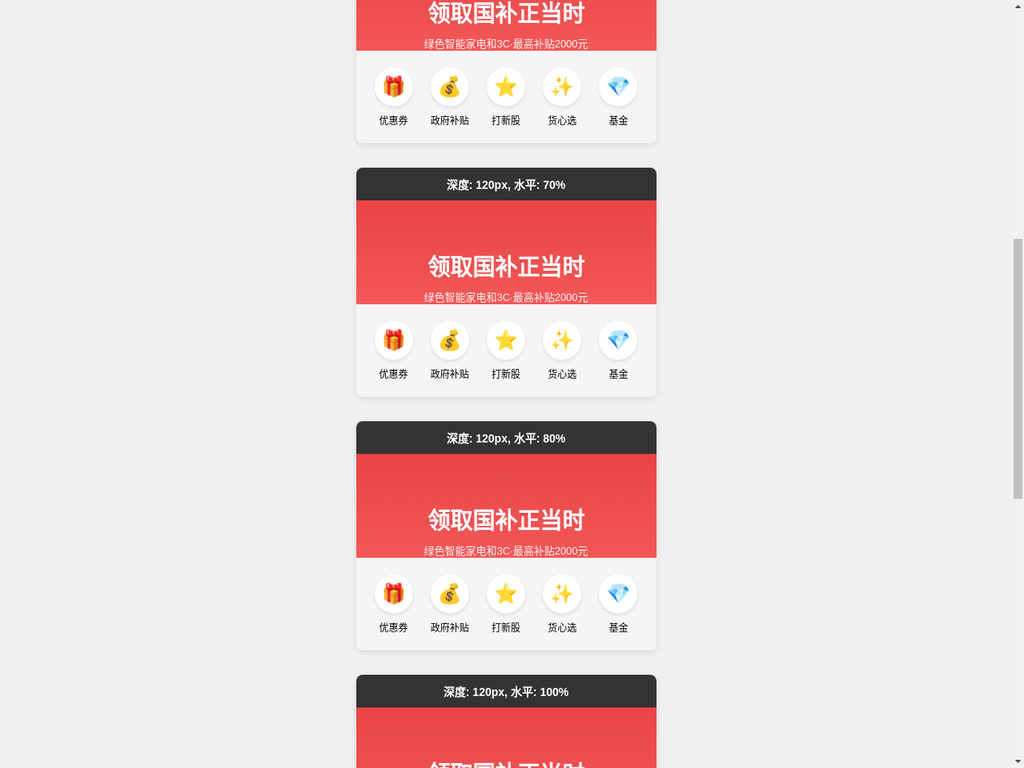 领取国补正当时
绿色智能家电和3C·最高补贴2000元
优惠券 政府补贴 打新股 货心选 基金
深度: 120px, 水平: 70%
领取国补正当时
绿色智能家电和3C·最高补贴2000元
优惠券 政府补贴 打新股 货心选 基金
深度: 120px, 水平: 80%
领取国补正当时
绿色智能家电和3C·最高补贴2000元
优惠券 政府补贴 打新股 货心选 基金
深度: 120px, 水平: 100%
领取国补正当时